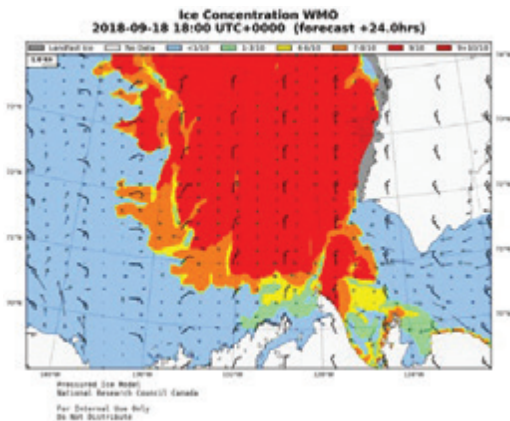 Ice Concentration WMO
2018-09-18 18:00 UTC+0000 (forecast +24.0hrs)
Landfast Ice No Data <1/10 1-3/10 4-6/10 7-8/10 9/10 9+10/10
Pressured Ice Model
National Research Council Canada
For Internal Use Only
Do Not Distribute